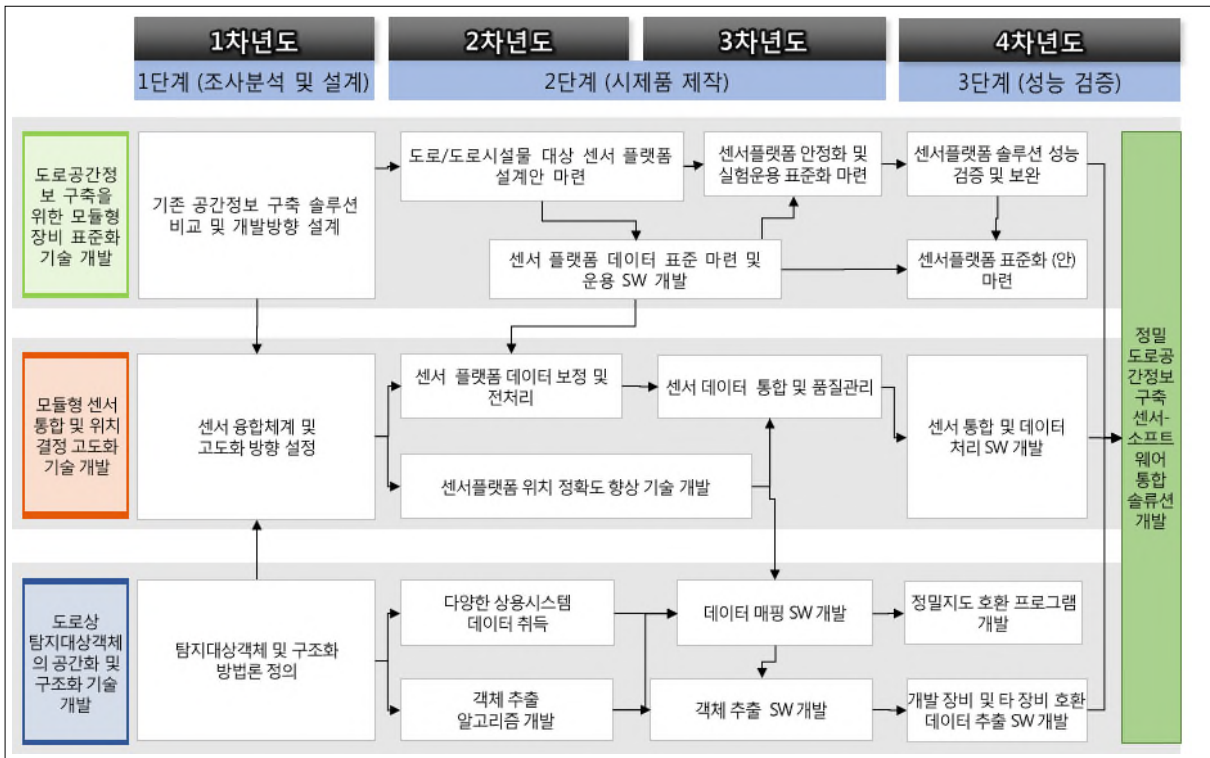 1차년도
2차년도
3차년도
4차년도
1단계 (조사분석 및 설계)
2단계 (시제품 제작)
3단계 (성능 검증)
도로공간정
보 구축을
위한 모듈형
장비 표준화
기술 개발
기존 공간정보 구축 솔루션
비교 및 개발방향 설계
도로/도로시설물 대상 센서 플랫폼
설계안 마련
센서플랫폼 안정화 및
실험운용 표준화 마련
센서플랫폼 솔루션 성능
검증 및 보완
센서 플랫폼 데이터 표준 마련 및
운용 SW 개발
센서플랫폼 표준화 (안)
마련
모듈형 센서
통합 및 위치
결정 고도화
기술 개발
센서 융합체계 및
고도화 방향 설정
센서 플랫폼 데이터 보정 및
전처리
센서 데이터 통합 및 품질관리
센서플랫폼 위치 정확도 향상 기술 개발
센서 통합 및 데이터
처리 SW 개발
도로상
탐지대상객체
의 공간화 및
구조화 기술
개발
탐지대상객체 및 구조화
방법론 정의
다양한 상용시스템
데이터 취득
데이터 매핑 SW 개발
정밀지도 호환 프로그램
개발
객체 추출
알고리즘 개발
객체 추출 SW 개발
개발 장비 및 타 장비 호환
데이터 추출 SW 개발
정밀
도로공
간정보
구축
센서-
소프트
웨어
통합
솔류션
개발